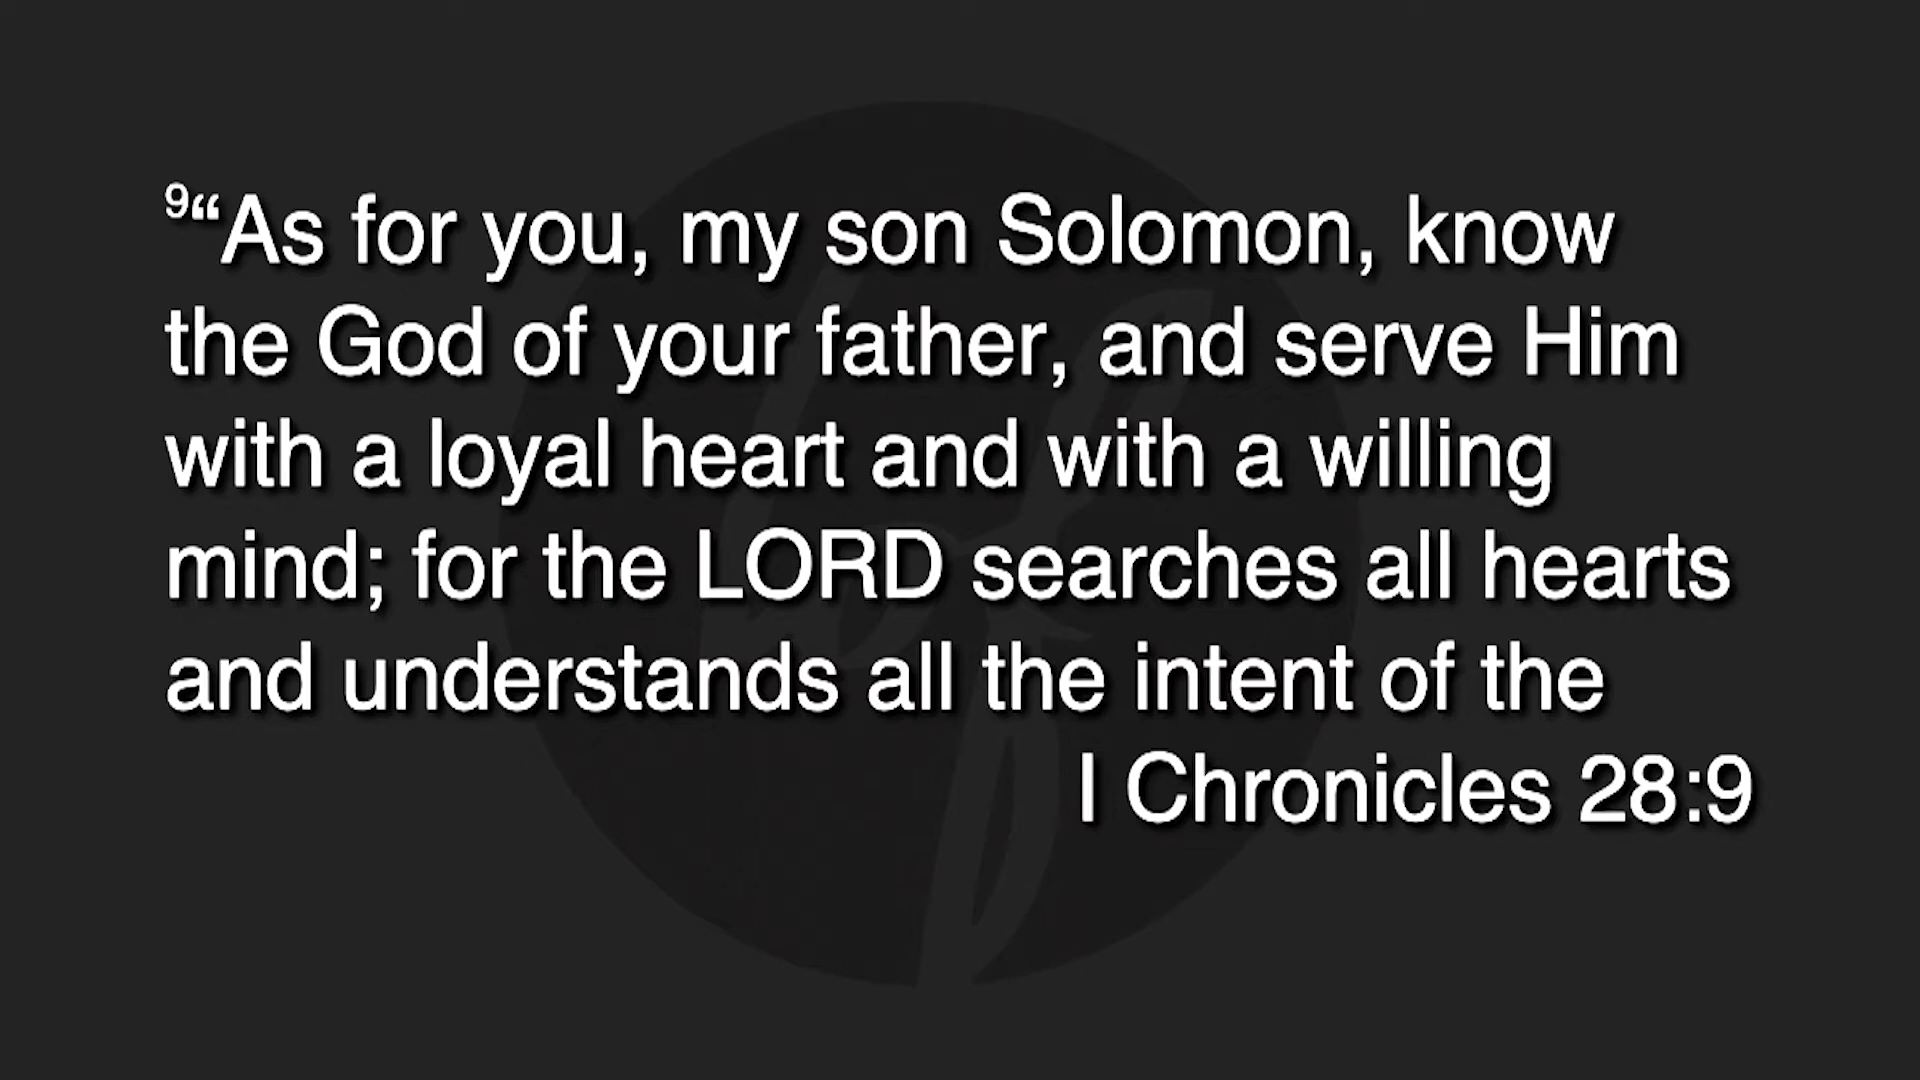 ⁹“As for you, my son Solomon, know
the God of your father, and serve Him
with a loyal heart and with a willing
mind; for the LORD searches all hearts
and understands all the intent of the
I Chronicles 28:9